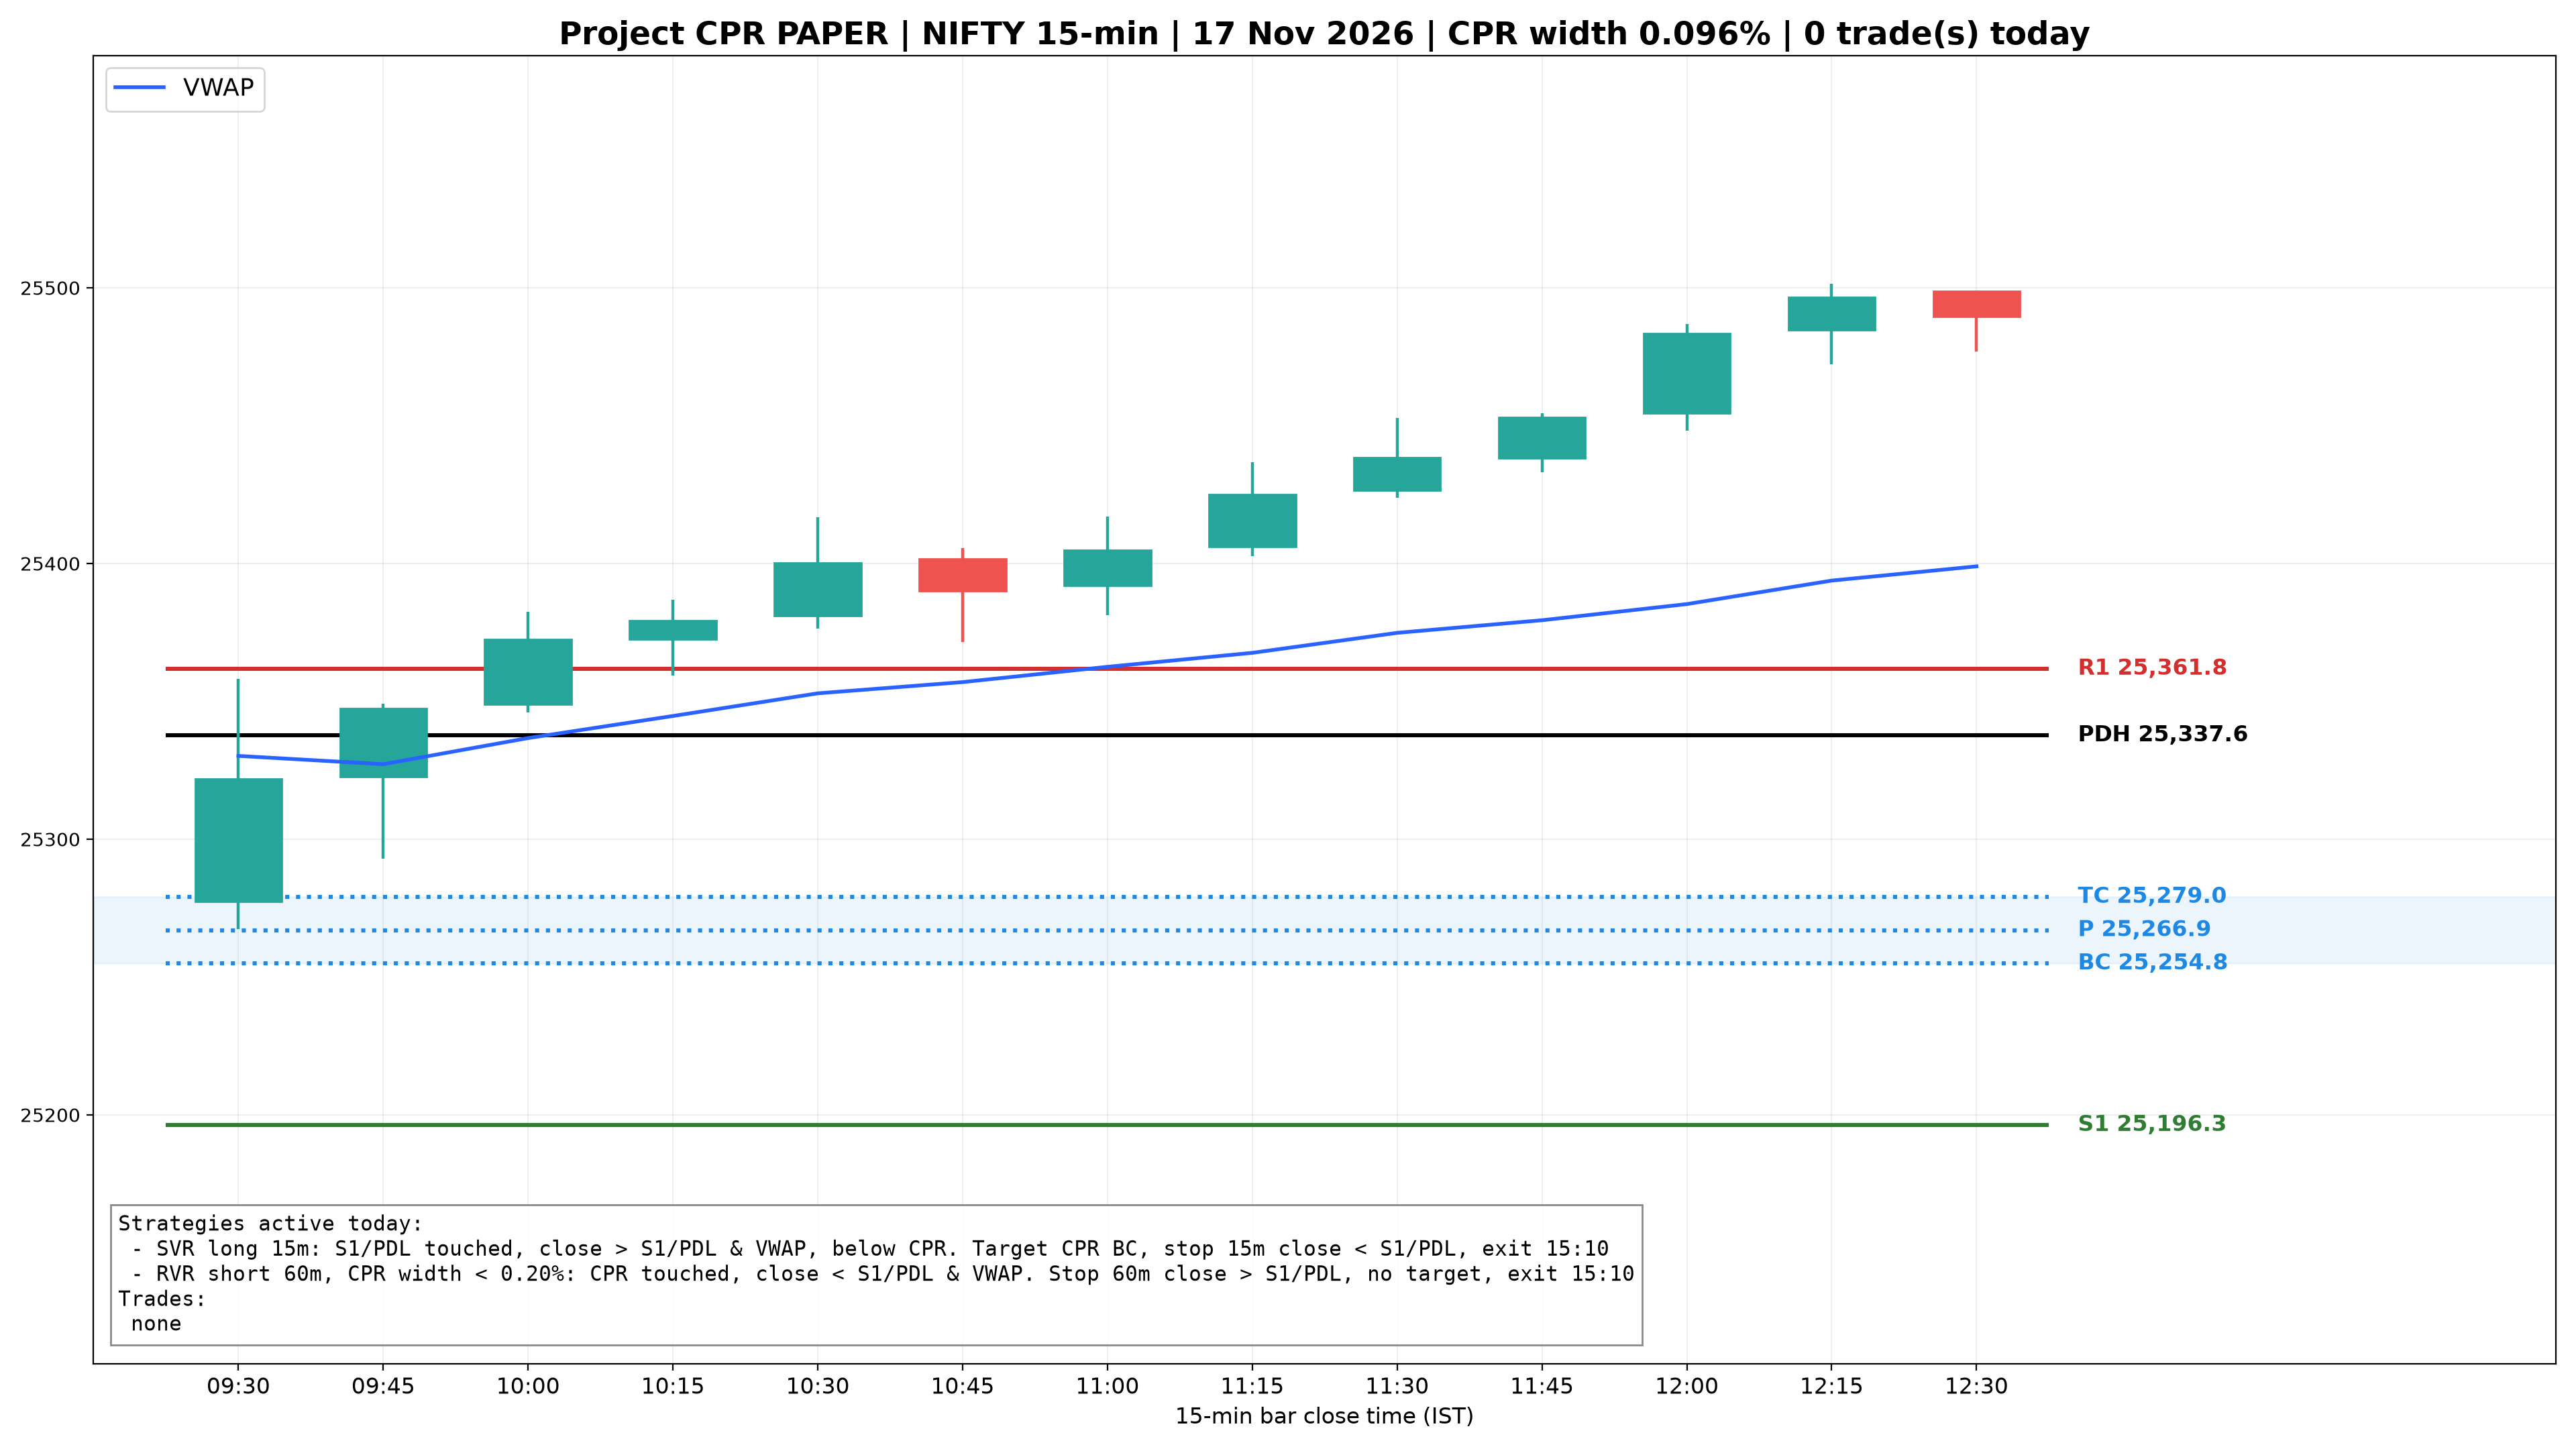 Project CPR PAPER | NIFTY 15-min | 17 Nov 2026 | CPR width 0.096% | 0 trade(s) today
VWAP
25500
25400
25300
25200
R1 25,361.8
PDH 25,337.6
TC 25,279.0
P 25,266.9
BC 25,254.8
S1 25,196.3
Strategies active today:
- SVR long 15m: S1/PDL touched, close > S1/PDL & VWAP, below CPR. Target CPR BC, stop 15m close < S1/PDL, exit 15:10
- RVR short 60m, CPR width < 0.20%: CPR touched, close < S1/PDL & VWAP. Stop 60m close > S1/PDL, no target, exit 15:10
Trades:
none
09:30 09:45 10:00 10:15 10:30 10:45 11:00 11:15 11:30 11:45 12:00 12:15 12:30
15-min bar close time (IST)